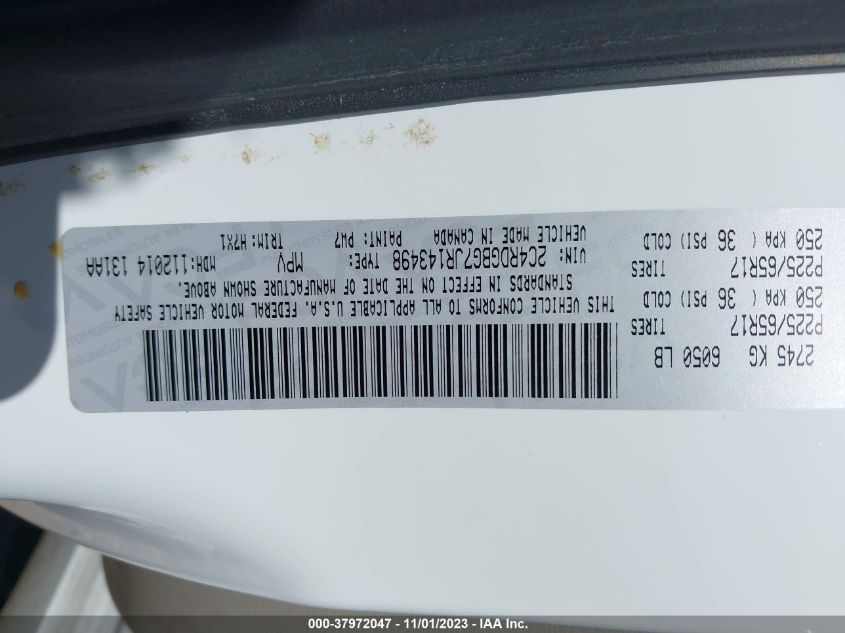 2745 KG 6050 LB
P225/65R17 TIRES
250 KPA ( 36 PSI) COLD
P225/65R17 TIRES
250 KPA ( 36 PSI) COLD
THIS VEHICLE CONFORMS TO ALL APPLICABLE U.S.A. FEDERAL MOTOR VEHICLE SAFETY
STANDARDS IN EFFECT ON THE DATE OF MANUFACTURE SHOWN ABOVE.
VIN: 2C4RDGBG7JR143498 TYPE: MPV MDH:112014 131AA
VEHICLE MADE IN CANADA PAINT: PW7 TRIM: H7X1
000-37972047 - 11/01/2023 - IAA Inc.